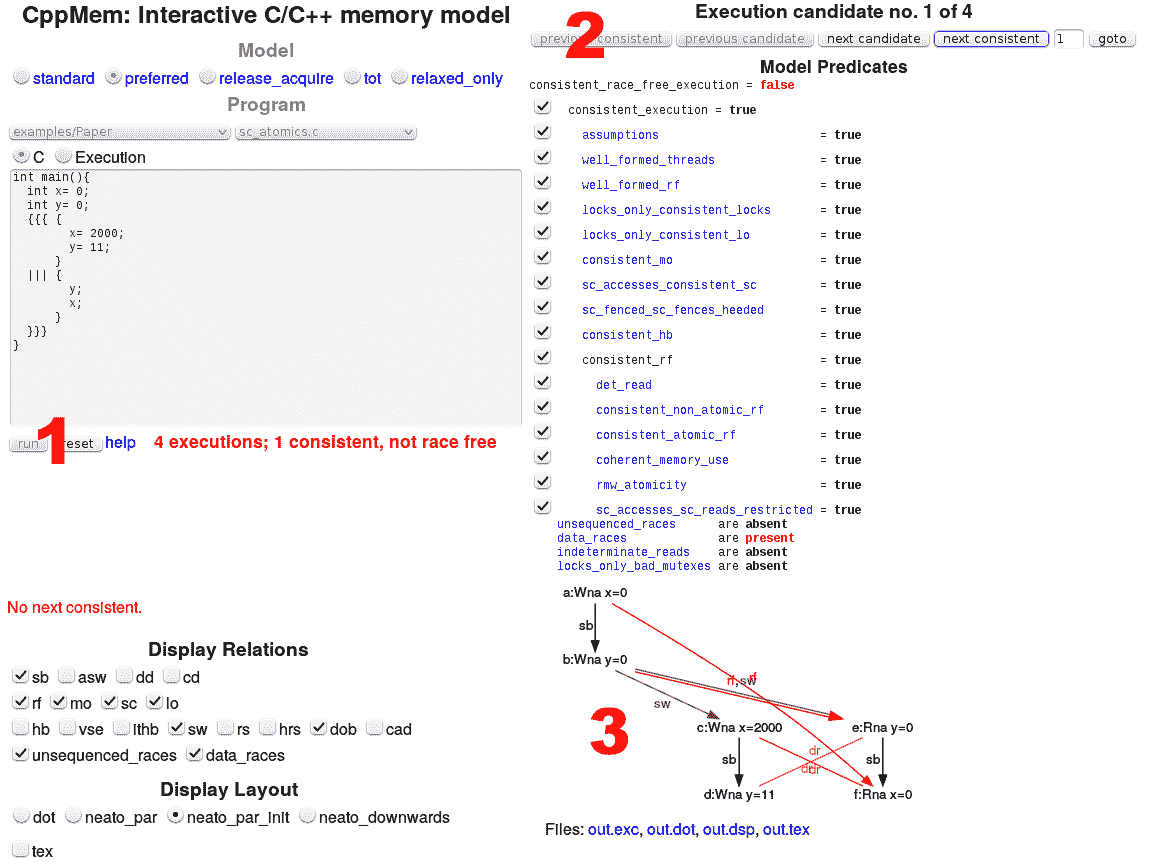 CppMem: Interactive C/C++ memory model
Model
standard preferred release_acquire tot relaxed_only
Program
examples/Paper sc_atomics.c
C Execution
int main(){
int x= 0;
int y= 0;
{{{ {
x= 2000;
y= 11;
}
||| {
y;
x;
}
}}}
}
run 1 reset help 4 executions; 1 consistent, not race free
No next consistent.
Display Relations
sb asw dd cd
rf mo sc lo
hb vse lthb sw rs hrs dob cad
unsequenced_races data_races
Display Layout
dot neato_par neato_par_init neato_downwards
tex
Execution candidate no. 1 of 4
2
previous consistent previous candidate next candidate next consistent 1 goto
Model Predicates
consistent_race_free_execution = false
consistent_execution = true
assumptions = true
well_formed_threads = true
well_formed_rf = true
locks_only_consistent_locks = true
locks_only_consistent_lo = true
consistent_mo = true
sc_accesses_consistent_sc = true
sc_fenced_sc_fences_heeded = true
consistent_hb = true
consistent_rf = true
det_read = true
consistent_non_atomic_rf = true
consistent_atomic_rf = true
coherent_memory_use = true
rmw_atomicity = true
sc_accesses_sc_reads_restricted = true
unsequenced_races are absent
data_races are present
indeterminate_reads are absent
locks_only_bad_mutexes are absent
a:Wna x=0
sb
b:Wna y=0
rf,sw rf
sw
3
c:Wna x=2000 e:Rna y=0
dr
sb sb
dr dr
d:Wna y=11 f:Rna x=0
Files: out.exc, out.dot, out.dsp, out.tex